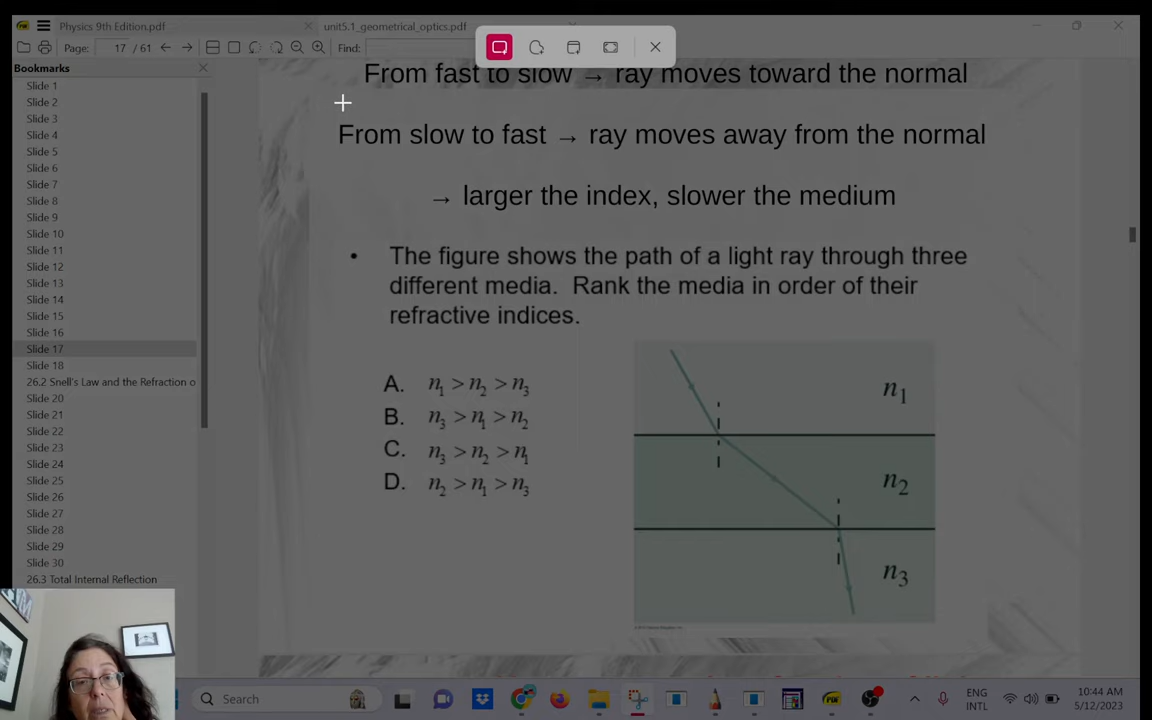 Physics 9th Edition.pdf
unit5.1_geometrical_optics.pdf
Page:
17 / 61
Find:
Bookmarks
Slide 1
Slide 2
Slide 3
Slide 4
Slide 5
Slide 6
Slide 7
Slide 8
Slide 9
Slide 10
Slide 11
Slide 12
Slide 13
Slide 14
Slide 15
Slide 16
Slide 17
Slide 18
26.2 Snell's Law and the Refraction o
Slide 20
Slide 21
Slide 22
Slide 23
Slide 24
Slide 25
Slide 26
Slide 27
Slide 28
Slide 29
Slide 30
26.3 Total Internal Reflection
From fast to slow → ray moves toward the normal
From slow to fast → ray moves away from the normal
→ larger the index, slower the medium
• The figure shows the path of a light ray through three
different media. Rank the media in order of their
refractive indices.
A. n₁ > n₂ > n₃
B. n₃ > n₁ > n₂
C. n₃ > n₂ > n₁
D. n₂ > n₁ > n₃
n₁
n₂
n₃
Search
ENG
INTL
10:44 AM
5/12/2023